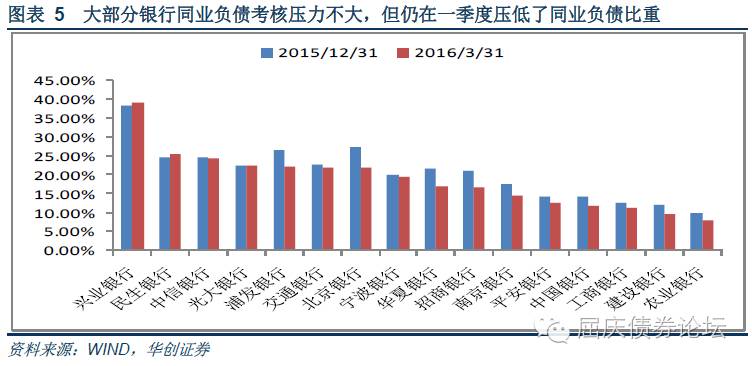 图表 5 大部分银行同业负债考核压力不大，但仍在一季度压低了同业负债比重
2015/12/31 2016/3/31
45.00%
40.00%
35.00%
30.00%
25.00%
20.00%
15.00%
10.00%
5.00%
0.00%
兴业银行 民生银行 中信银行 光大银行 浦发银行 交通银行 北京银行 宁波银行 华夏银行 招商银行 南京银行 平安银行 中国银行 工商银行 建设银行 农业银行
屈庆债券论坛
资料来源：WIND，华创证券